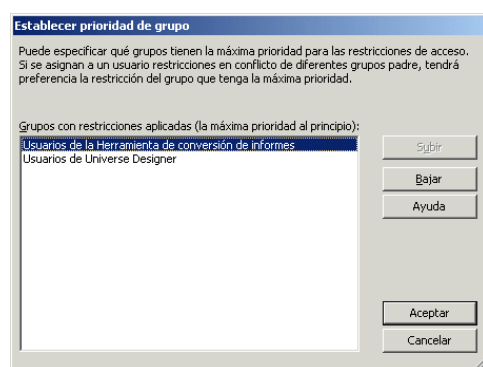 Establecer prioridad de grupo
Puede especificar qué grupos tienen la máxima prioridad para las restricciones de acceso.
Si se asignan a un usuario restricciones en conflicto de diferentes grupos padre, tendrá
preferencia la restricción del grupo que tenga la máxima prioridad.
Grupos con restricciones aplicadas (la máxima prioridad al principio):
Usuarios de la Herramienta de conversión de informes
Usuarios de Universe Designer
Subir
Bajar
Ayuda
Aceptar
Cancelar